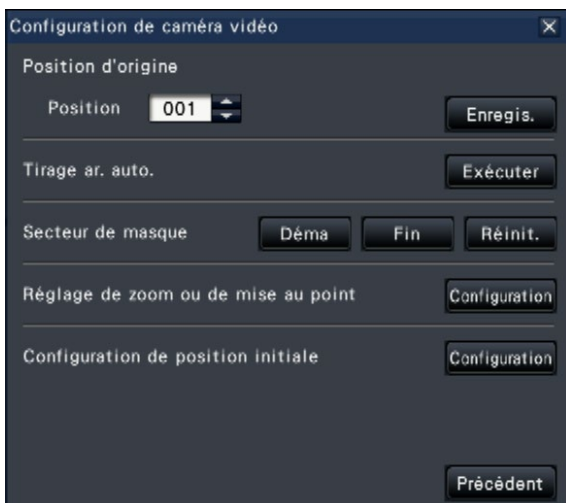 Configuration de caméra vidéo
Position d'origine
Position 001
Enregis.
Tirage ar. auto. Exécuter
Secteur de masque Déma Fin Réinit.
Réglage de zoom ou de mise au point Configuration
Configuration de position initiale Configuration
Précédent